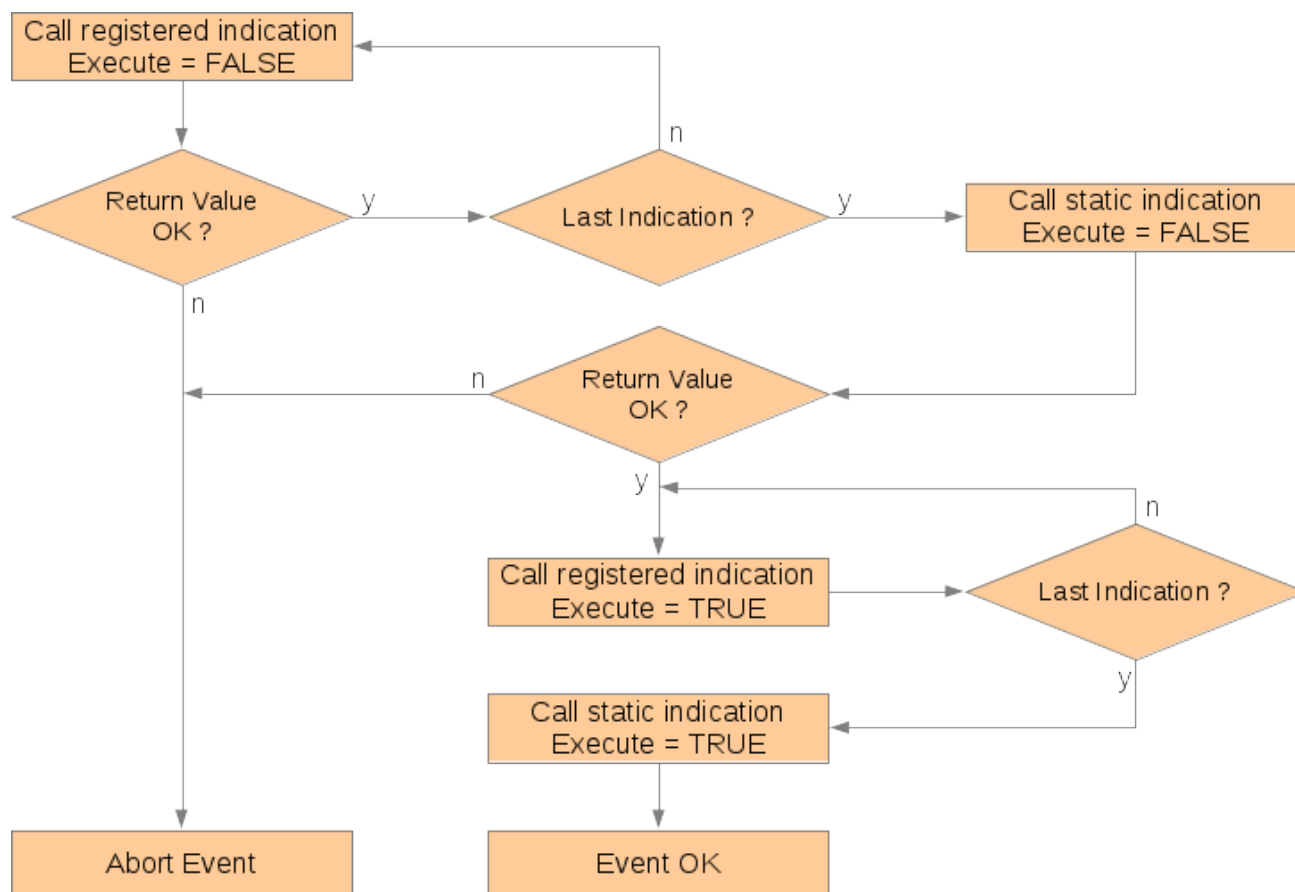 Call registered indication
Execute = FALSE
n
Return Value
OK ?
y
Last Indication ?
y
Call static indication
Execute = FALSE
n
n
Return Value
OK ?
y
n
Call registered indication
Execute = TRUE
Last Indication ?
y
Call static indication
Execute = TRUE
Abort Event
Event OK